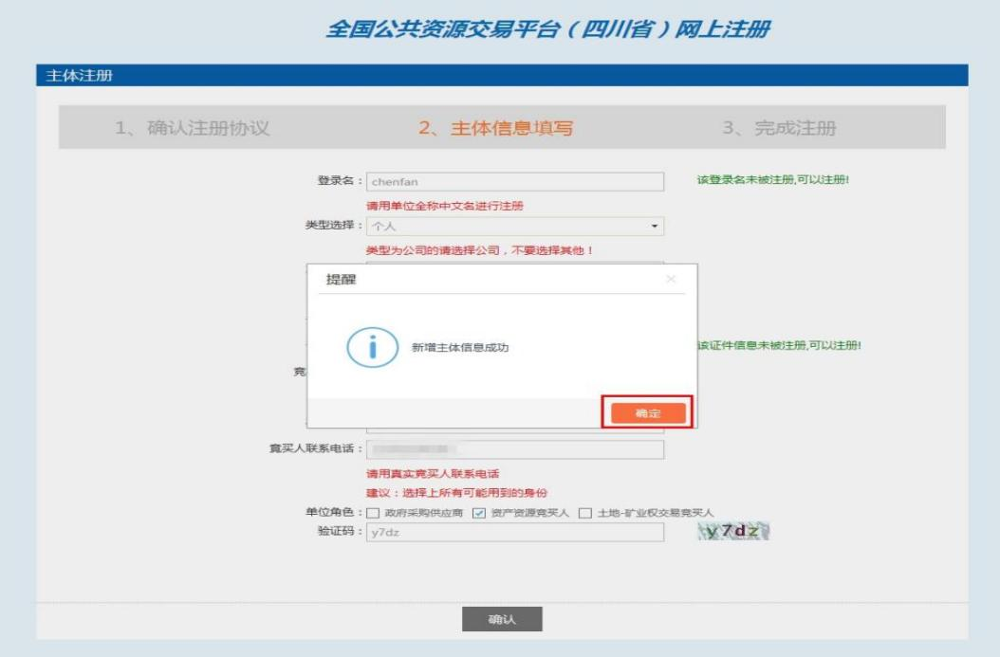 全国公共资源交易平台（四川省）网上注册
主体注册
1、确认注册协议 2、主体信息填写 3、完成注册
登录名： chenfan 该登录名未被注册,可以注册!
请用单位全称中文名进行注册
类型选择： 个人
类型为公司的请选择公司，不要选择其他！
提醒
新增主体信息成功
该证件信息未被注册,可以注册!
竞
确定
竟买人联系电话：
请用真实竞买人联系电话
建议：选择上所有可能用到的身份
单位角色： 政府采购供应商 资产资源竞买人 土地-矿业权交易竞买人
验证码： y7dz y7dz
确认